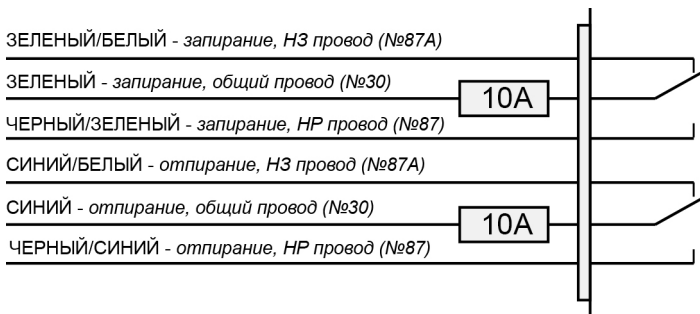 ЗЕЛЕНЫЙ/БЕЛЫЙ - запирание, НЗ провод (№87А)
ЗЕЛЕНЫЙ - запирание, общий провод (№30)
10А
ЧЕРНЫЙ/ЗЕЛЕНЫЙ - запирание, НР провод (№87)
СИНИЙ/БЕЛЫЙ - отпирание, НЗ провод (№87А)
СИНИЙ - отпирание, общий провод (№30)
10А
ЧЕРНЫЙ/СИНИЙ - отпирание, НР провод (№87)